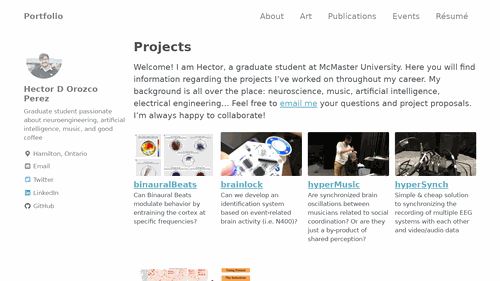 Portfolio
About Art Publications Events Résumé
Hector D Orozco
Perez
Graduate student passionate
about neuroengineering, artificial
intelligence, music, and good
coffee
Hamilton, Ontario
Email
Twitter
LinkedIn
GitHub
Projects
Welcome! I am Hector, a graduate student at McMaster University. Here you will find
information regarding the projects I've worked on throughout my career. My
background is all over the place: neuroscience, music, artificial intelligence,
electrical engineering... Feel free to email me your questions and project proposals.
I'm always happy to collaborate!
binauralBeats
Can Binaural Beats
modulate behavior by
entraining the cortex at
specific frequencies?
brainlock
Can we develop an
identification system
based on event-related
brain activity (i.e. N400)?
hyperMusic
Are synchronized brain
oscillations between
musicians related to social
coordination? Or are they
just a by-product of
shared perception?
hyperSynch
Simple & cheap solution
to synchronizing the
recording of multiple EEG
systems with each other
and video/audio data